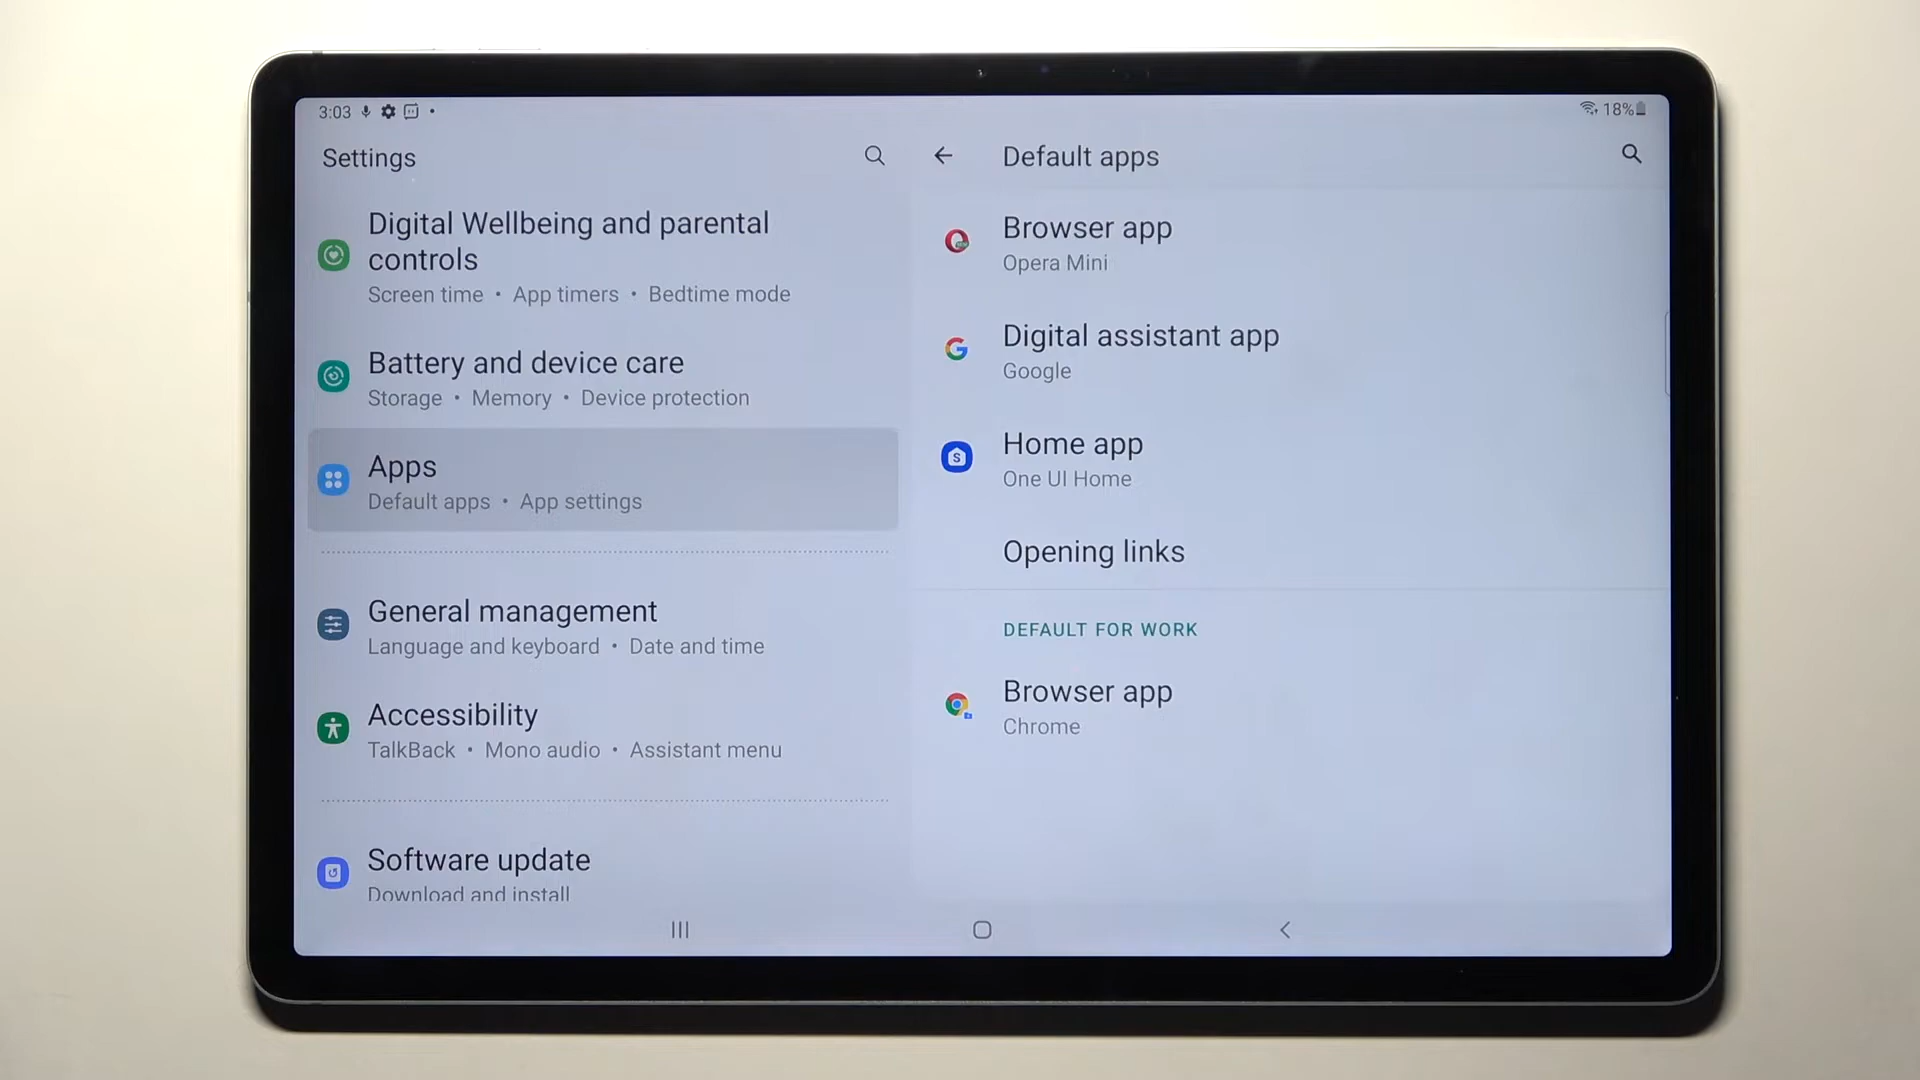 3:03
18%
Settings
Digital Wellbeing and parental
controls
Screen time • App timers • Bedtime mode
Battery and device care
Storage • Memory • Device protection
Apps
Default apps • App settings
General management
Language and keyboard • Date and time
Accessibility
TalkBack • Mono audio • Assistant menu
Software update
Download and install
Default apps
Browser app
Opera Mini
Digital assistant app
Google
Home app
One UI Home
Opening links
DEFAULT FOR WORK
Browser app
Chrome